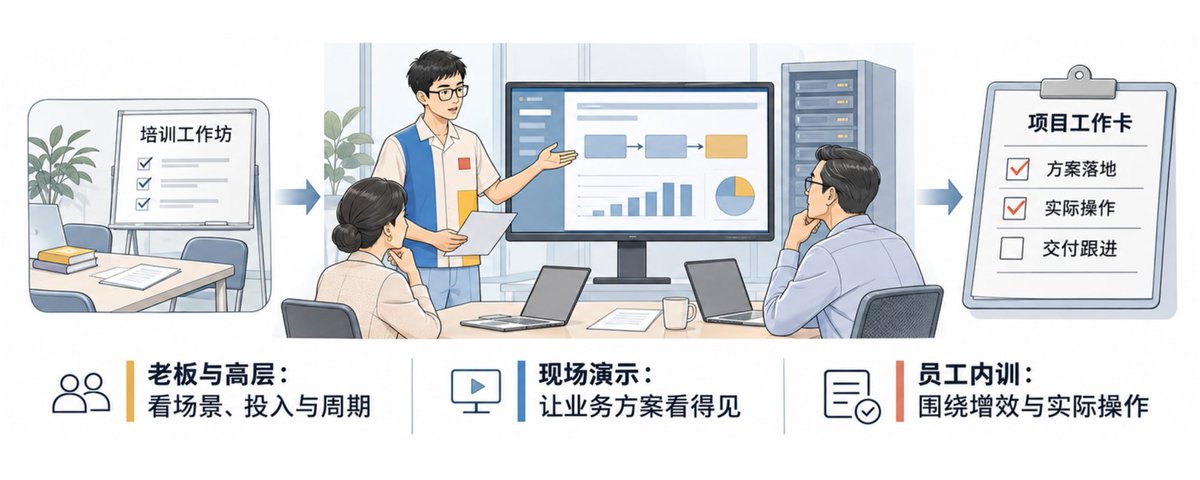 培训工作坊
项目工作卡
方案落地
实际操作
交付跟进
老板与高层：
看场景、投入与周期
现场演示：
让业务方案看得见
员工内训：
围绕增效与实际操作